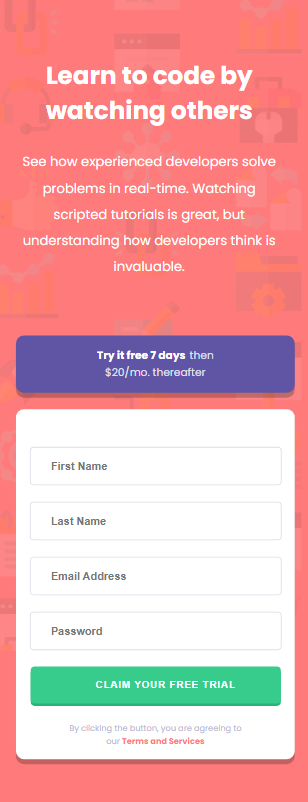 Learn to code by
watching others
See how experienced developers solve
problems in real-time. Watching
scripted tutorials is great, but
understanding how developers think is
invaluable.
Try it free 7 days then
$20/mo. thereafter
First Name
Last Name
Email Address
Password
CLAIM YOUR FREE TRIAL
By clicking the button, you are agreeing to
our Terms and Services